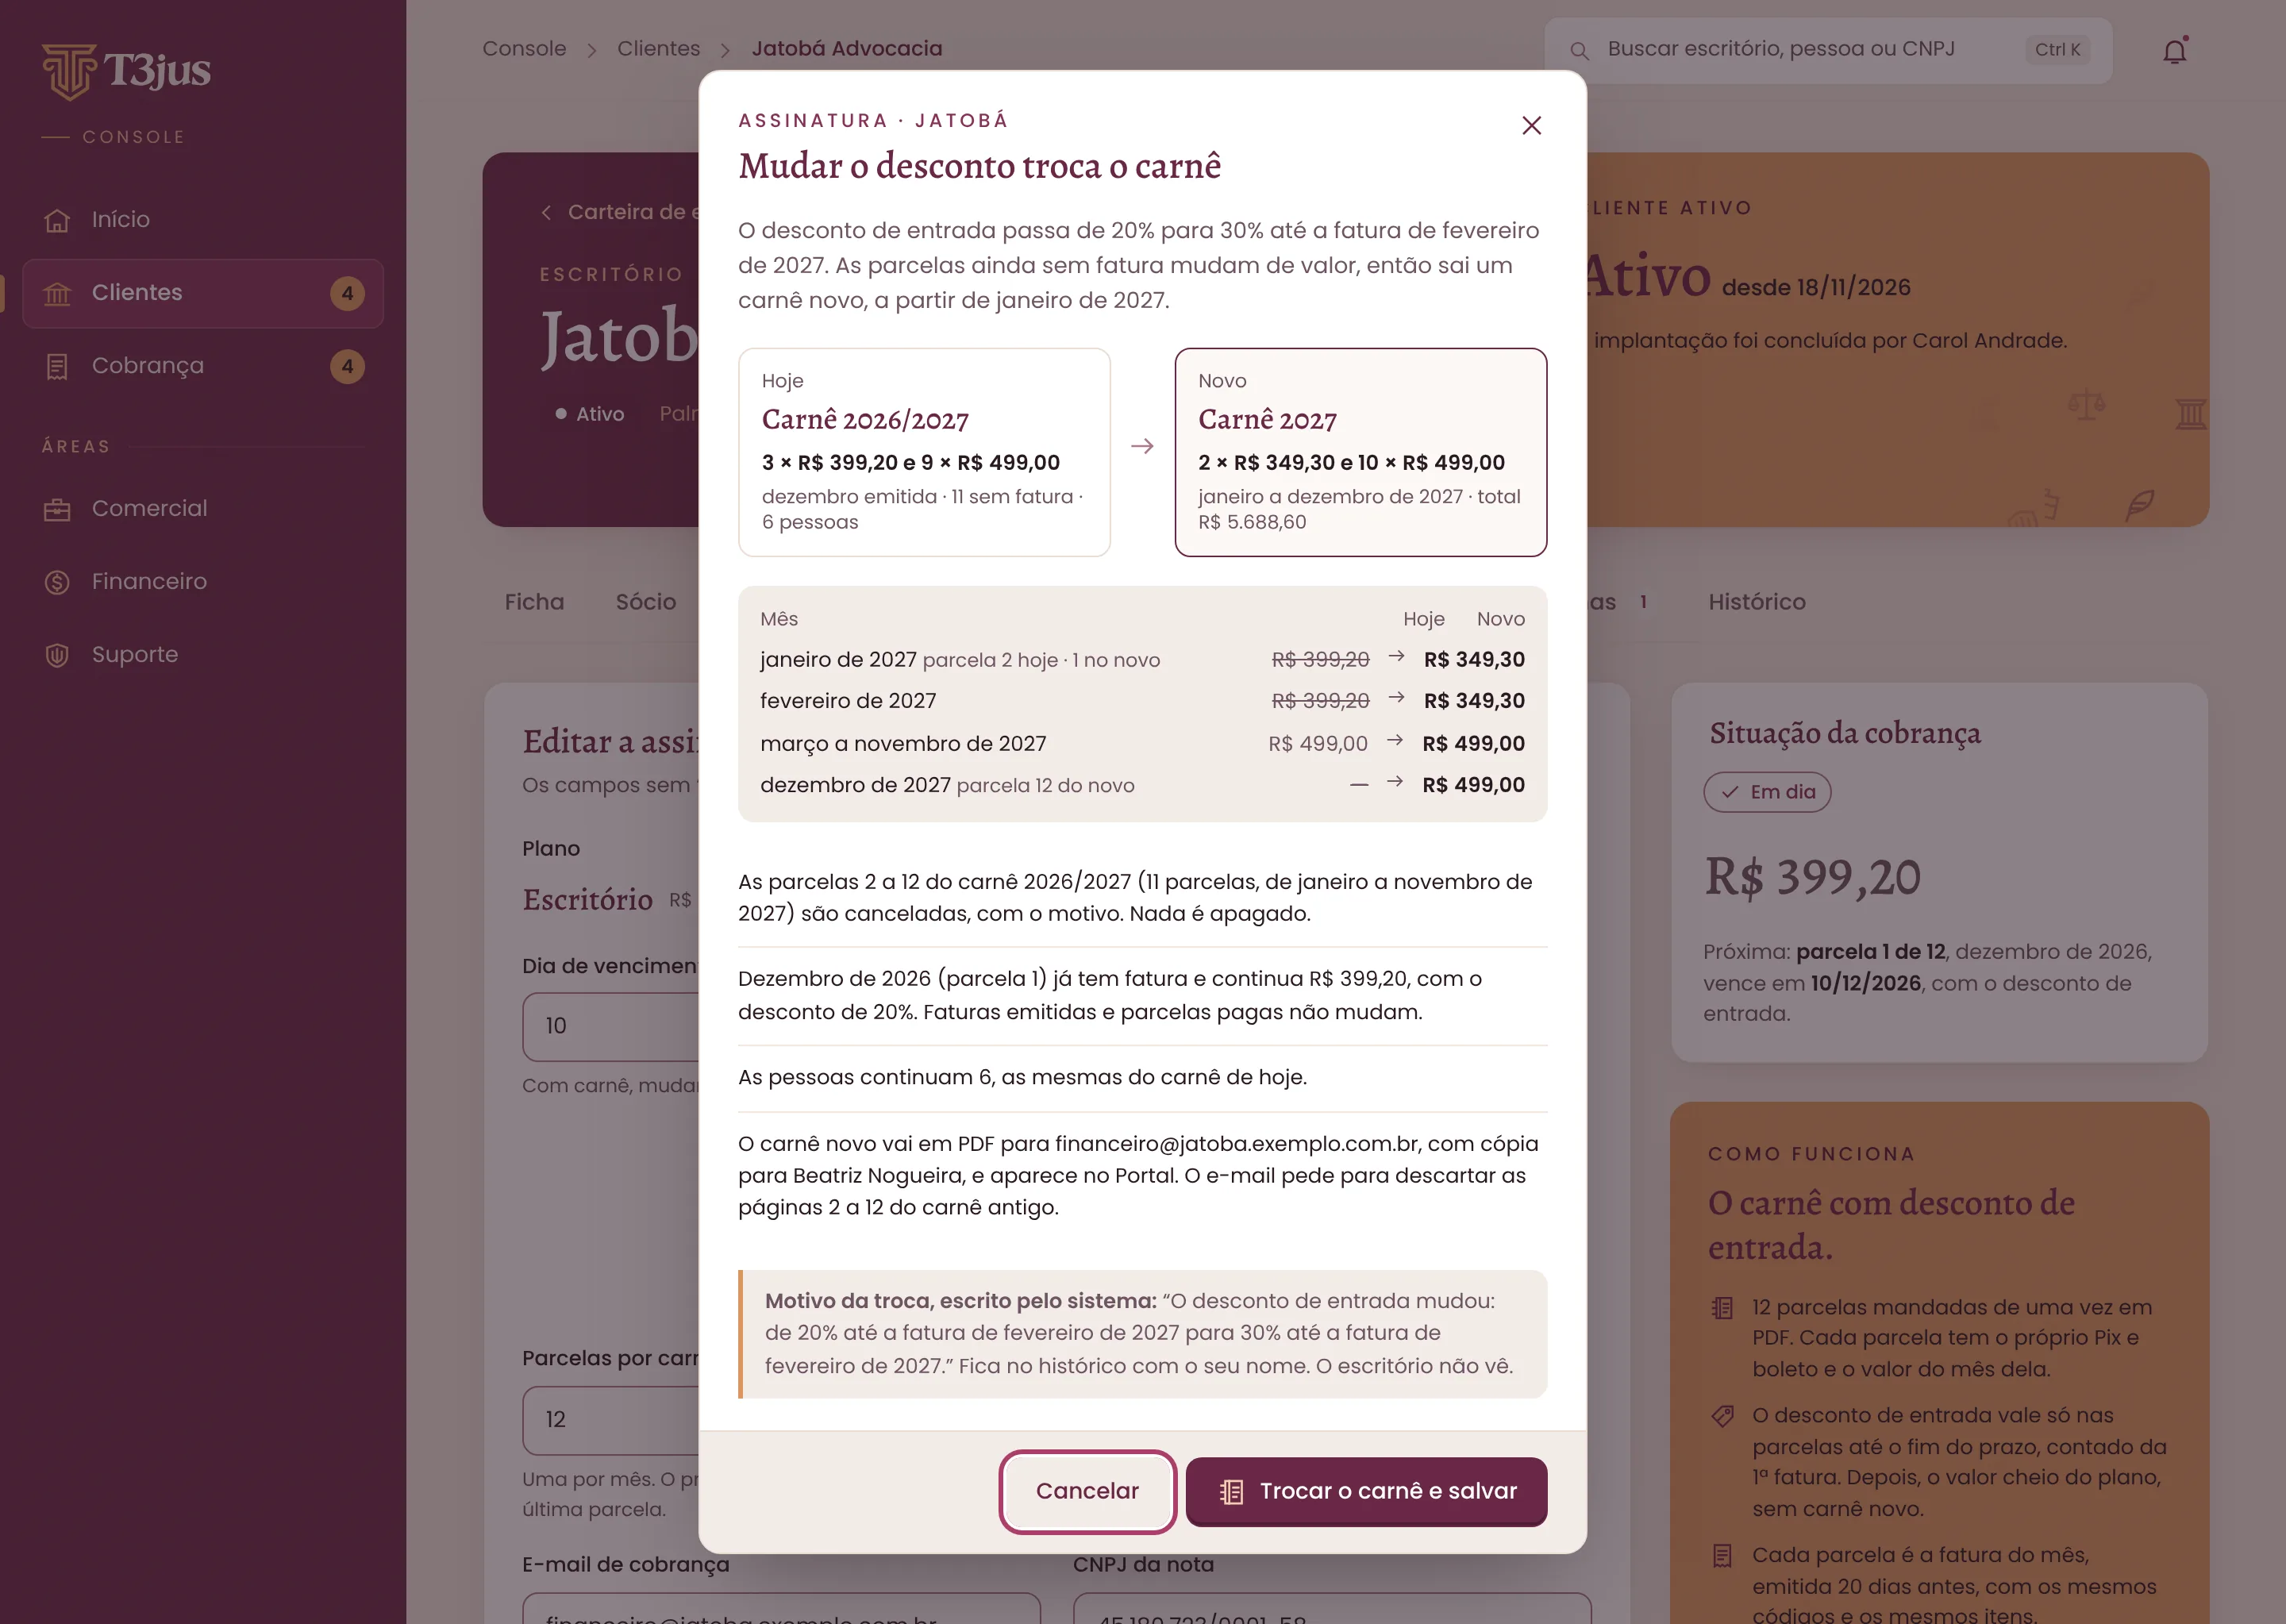 T3jus
CONSOLE
Início
Clientes 4
Cobrança 4
ÁREAS
Comercial
Financeiro
Suporte
Console > Clientes > Jatobá Advocacia
Buscar escritório, pessoa ou CNPJ Ctrl K
Carteira de
ESCRITÓRIO
Ativo
LIENTE ATIVO
Ativo desde 18/11/2026
implantação foi concluída por Carol Andrade.
Ficha Sócio 1 Histórico
Editar a
Os campos sem
Plano
Escritório R$
Dia de
10
Com carnê,
Parcelas por
12
Uma por mês. O
última parcela.
E-mail de cobrança
CNPJ da nota
Situação da cobrança
Em dia
R$ 399,20
Próxima: parcela 1 de 12, dezembro de 2026,
vence em 10/12/2026, com o desconto de
entrada.
COMO FUNCIONA
O carnê com desconto de
entrada.
12 parcelas mandadas de uma vez em
PDF. Cada parcela tem o próprio Pix e
boleto e o valor do mês dela.
O desconto de entrada vale só nas
parcelas até o fim do prazo, contado da
1ª fatura. Depois, o valor cheio do plano,
sem carnê novo.
Cada parcela é a fatura do mês,
emitida 20 dias antes, com os mesmos
códigos e os mesmos itens.
ASSINATURA · JATOBÁ
Mudar o desconto troca o carnê
O desconto de entrada passa de 20% para 30% até a fatura de fevereiro
de 2027. As parcelas ainda sem fatura mudam de valor, então sai um
carnê novo, a partir de janeiro de 2027.
Hoje
Carnê 2026/2027
3 × R$ 399,20 e 9 × R$ 499,00
dezembro emitida · 11 sem fatura ·
6 pessoas
→
Novo
Carnê 2027
2 × R$ 349,30 e 10 × R$ 499,00
janeiro a dezembro de 2027 · total
R$ 5.688,60
Mês Hoje Novo
janeiro de 2027 parcela 2 hoje · 1 no novo R$ 399,20 → R$ 349,30
fevereiro de 2027 R$ 399,20 → R$ 349,30
março a novembro de 2027 R$ 499,00 → R$ 499,00
dezembro de 2027 parcela 12 do novo — → R$ 499,00
As parcelas 2 a 12 do carnê 2026/2027 (11 parcelas, de janeiro a novembro de
2027) são canceladas, com o motivo. Nada é apagado.
Dezembro de 2026 (parcela 1) já tem fatura e continua R$ 399,20, com o
desconto de 20%. Faturas emitidas e parcelas pagas não mudam.
As pessoas continuam 6, as mesmas do carnê de hoje.
O carnê novo vai em PDF para financeiro@jatoba.exemplo.com.br, com cópia
para Beatriz Nogueira, e aparece no Portal. O e-mail pede para descartar as
páginas 2 a 12 do carnê antigo.
Motivo da troca, escrito pelo sistema: “O desconto de entrada mudou:
de 20% até a fatura de fevereiro de 2027 para 30% até a fatura de
fevereiro de 2027.” Fica no histórico com o seu nome. O escritório não vê.
Cancelar
Trocar o carnê e salvar